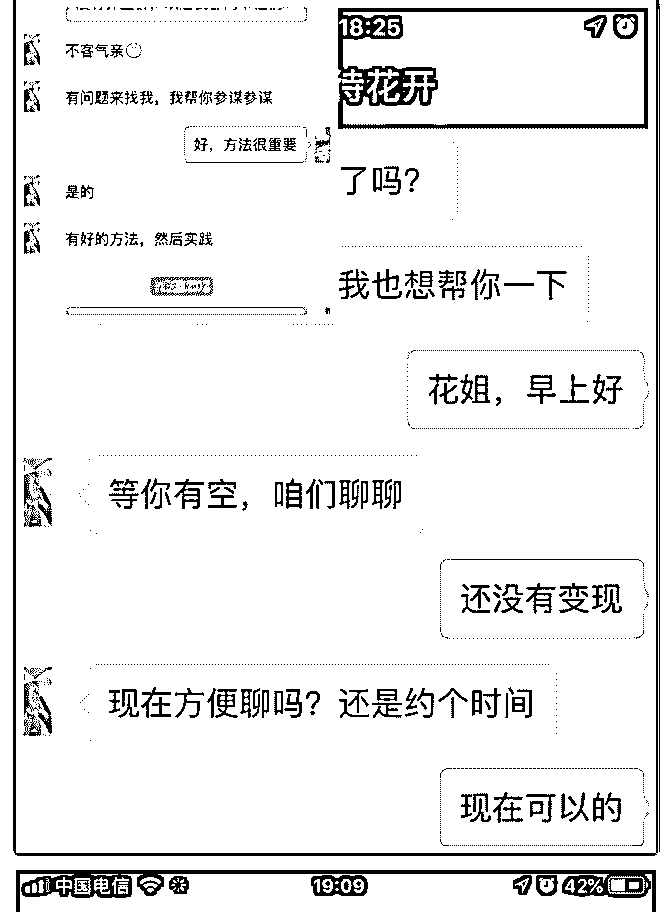 不客气亲
有问题来找我，我帮你参谋参谋
好，方法很重要
是的
有好的方法，然后实践
18:25
待花开
了吗？
我也想帮你一下
花姐，早上好
等你有空，咱们聊聊
还没有变现
现在方便聊吗？还是约个时间
现在可以的
中国电信
19:09
42%